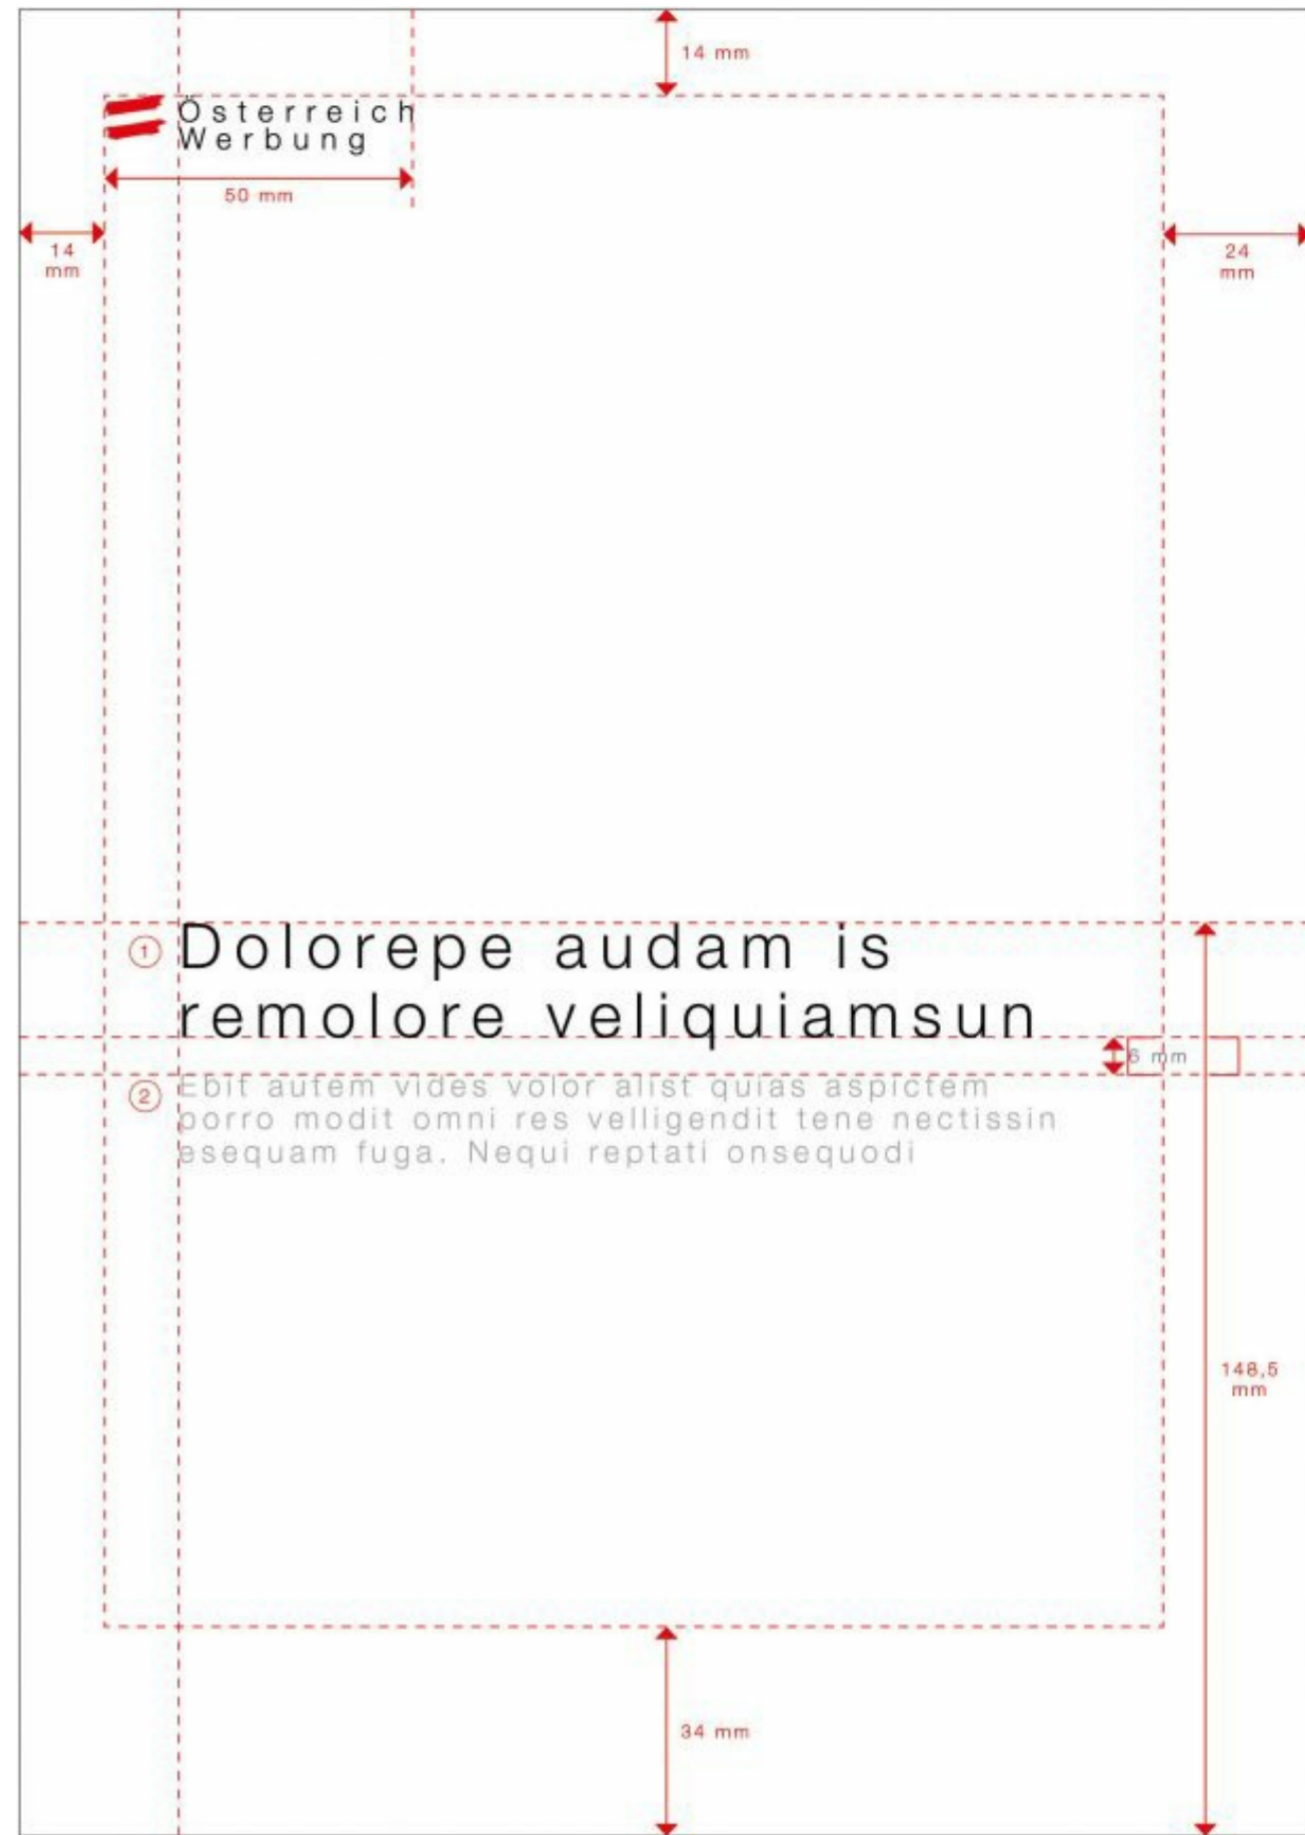 14 mm
Österreich
Werbung
50 mm
14
mm
24
mm
1 Dolorepe audam is
remolore veliquiamsun
6 mm
2 Ebit autem vides volor alist quias aspictem
porro modit omni res velligendit tene nectissin
esequam fuga. Nequi reptati onsequodi
148,5
mm
34 mm